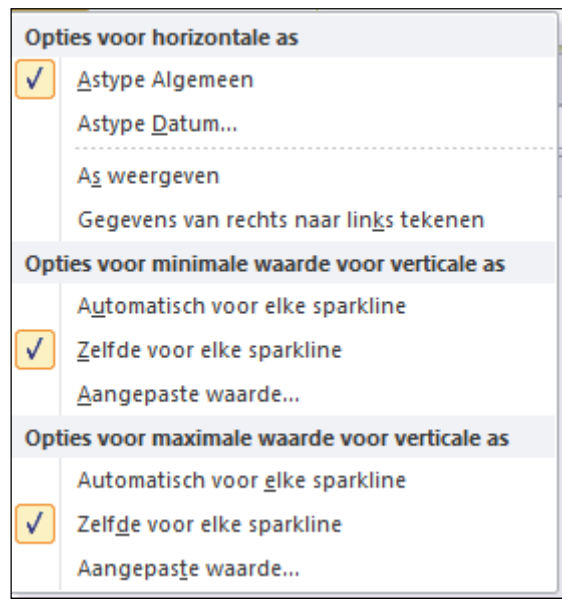 Opties voor horizontale as
Astype Algemeen
Astype Datum...
As weergeven
Gegevens van rechts naar links tekenen
Opties voor minimale waarde voor verticale as
Automatisch voor elke sparkline
Zelfde voor elke sparkline
Aangepaste waarde...
Opties voor maximale waarde voor verticale as
Automatisch voor elke sparkline
Zelfde voor elke sparkline
Aangepaste waarde...